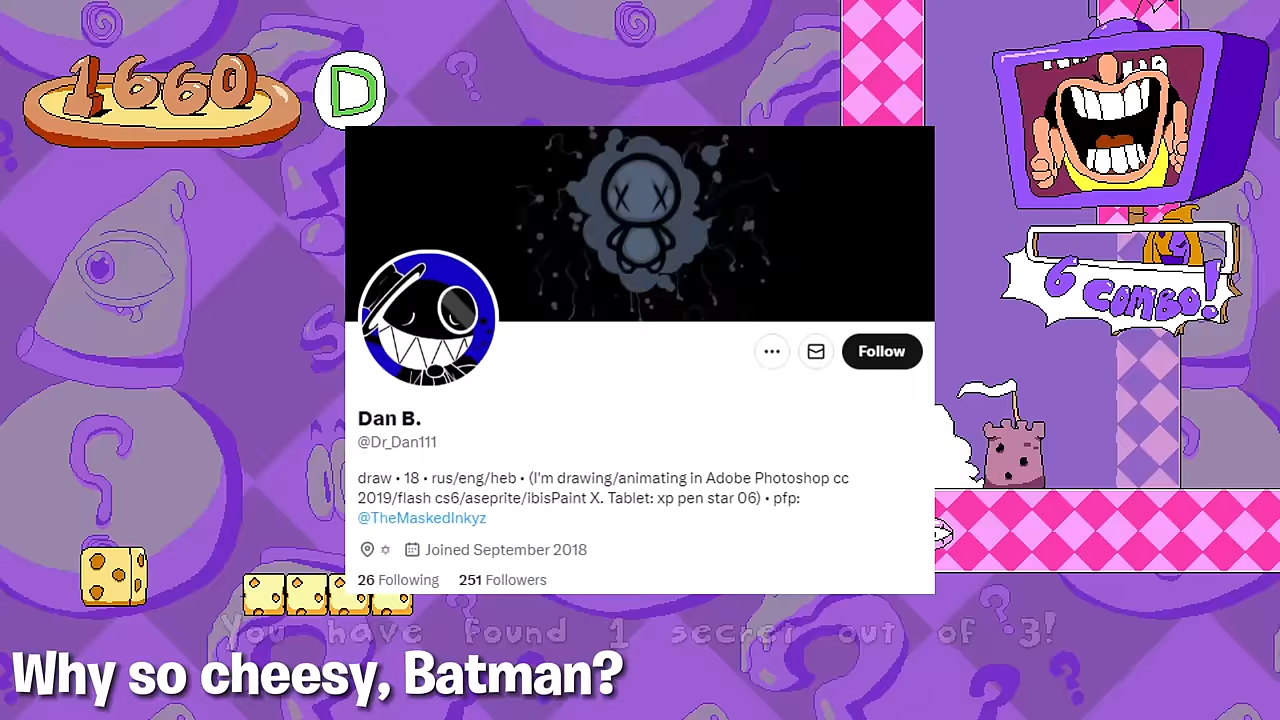 1660
D
6 COMBO!
Follow
Dan B.
@Dr_Dan111
draw • 18 • rus/eng/heb • (I'm drawing/animating in Adobe Photoshop cc
2019/flash cs6/aseprite/ibisPaint X. Tablet: xp pen star 06) • pfp:
@TheMaskedInkyz
✡ Joined September 2018
26 Following 251 Followers
You have found 1 secret out of 3!
Why so cheesy, Batman?